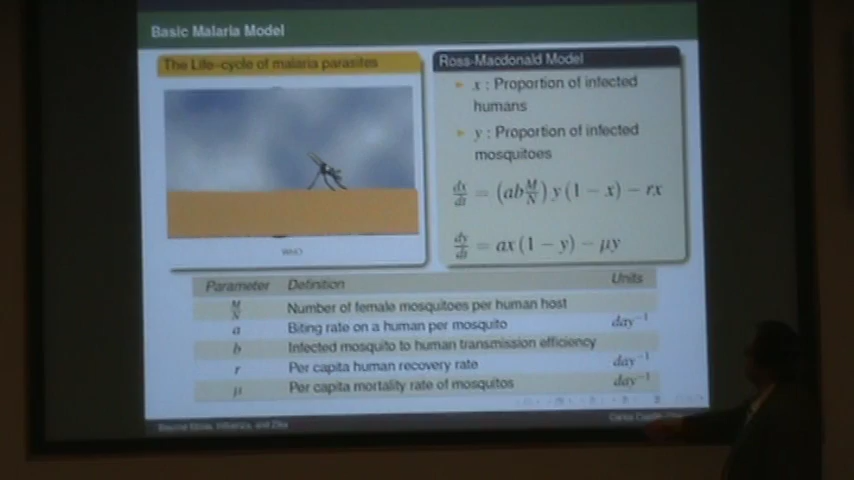 Basic Malaria Model
The Life-cycle of malaria parasites
WHO
Ross-Macdonald Model
x : Proportion of infected
humans
y : Proportion of infected
mosquitoes
dx/dt = (ab M/N) y (1 − x) − rx
dy/dt = ax (1 − y) − μy
Parameter Definition Units
M/N Number of female mosquitoes per human host
a Biting rate on a human per mosquito day⁻¹
b Infected mosquito to human transmission efficiency
r Per capita human recovery rate day⁻¹
μ Per capita mortality rate of mosquitos day⁻¹
and Zika
Carlos